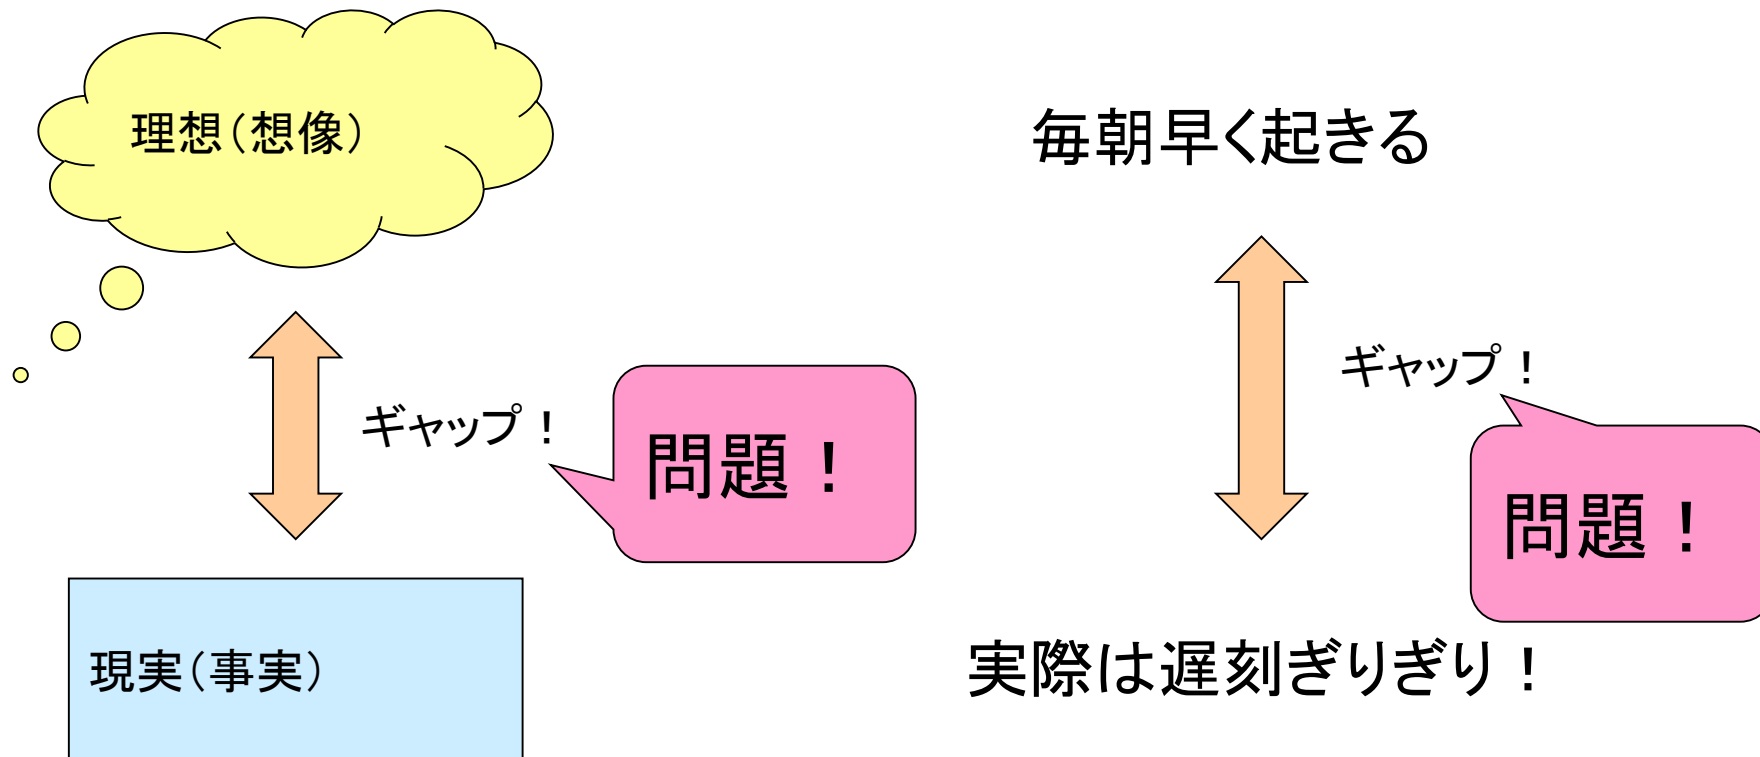 理想（想像）
ギャップ！
問題！
現実（事実）
毎朝早く起きる
ギャップ！
問題！
実際は遅刻ぎりぎり！